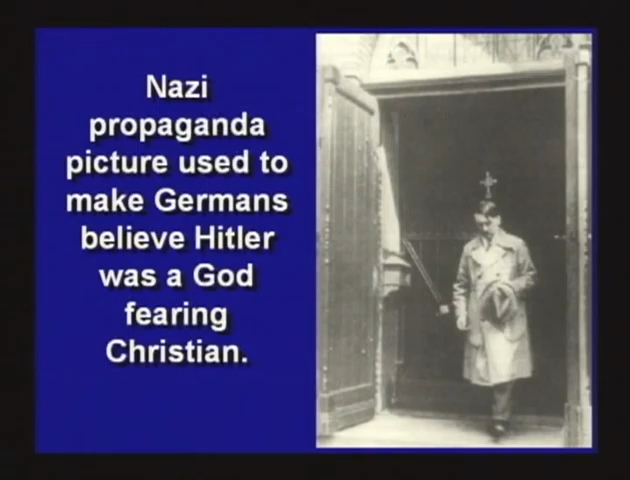 Nazi
propaganda
picture used to
make Germans
believe Hitler
was a God
fearing
Christian.